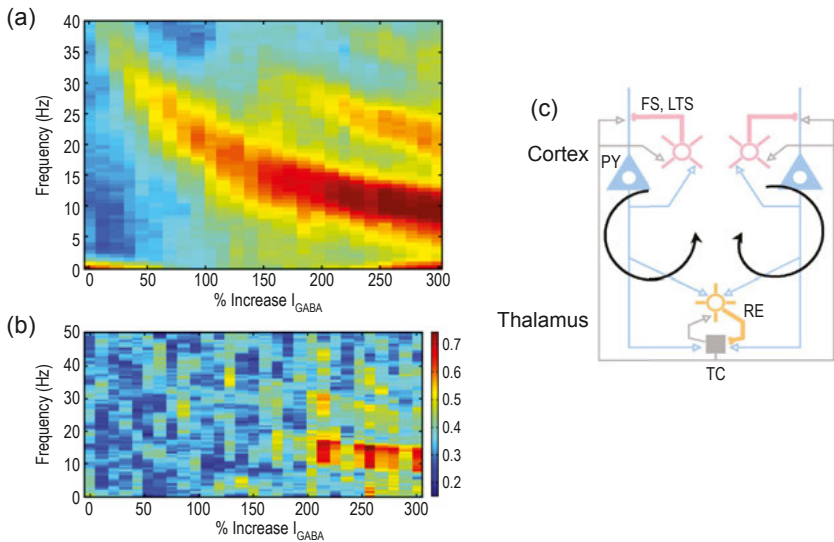 (a)
40
35
30
25
20
15
10
5
0
Frequency (Hz)
0 50 100 150 200 250 300
% Increase I_GABA
(b)
50
40
30
20
10
0
Frequency (Hz)
0 50 100 150 200 250 300
% Increase I_GABA
0.7
0.6
0.5
0.4
0.3
0.2
(c)
FS, LTS
Cortex
PY
Thalamus
RE
TC